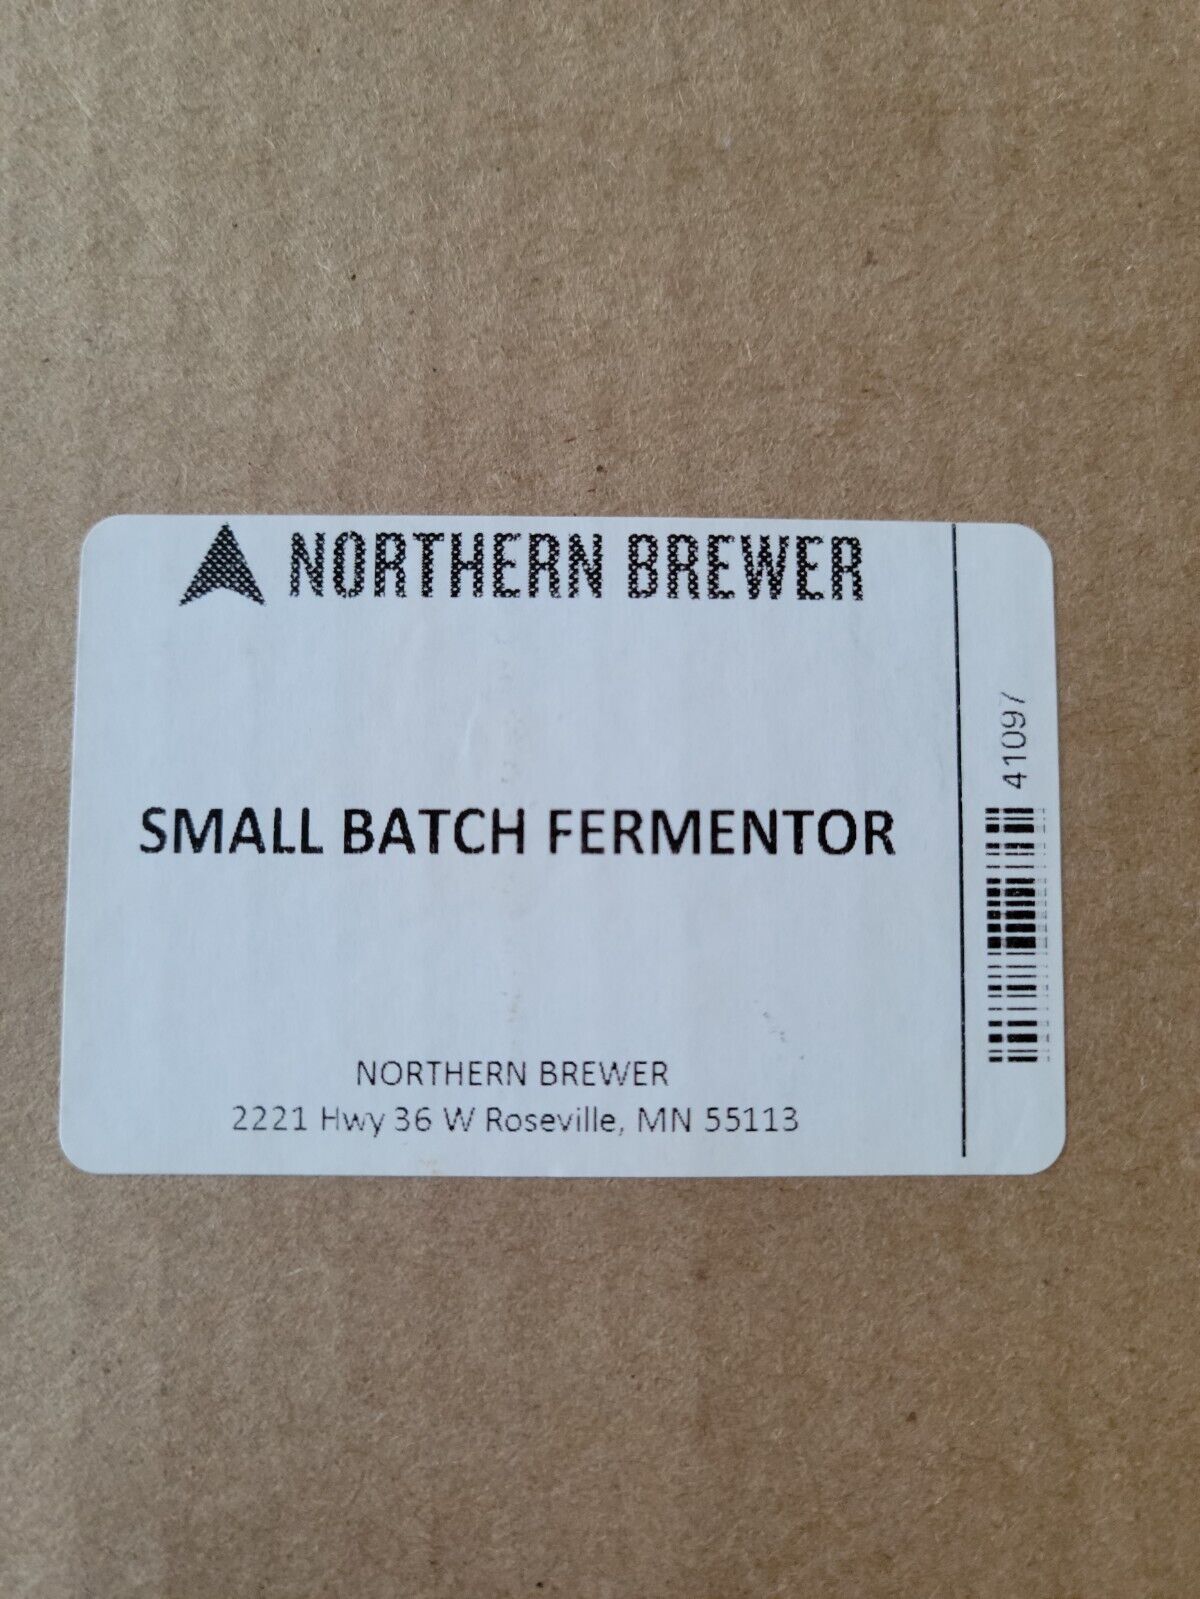 NORTHERN BREWER
SMALL BATCH FERMENTOR
NORTHERN BREWER
2221 Hwy 36 W Roseville, MN 55113
41097